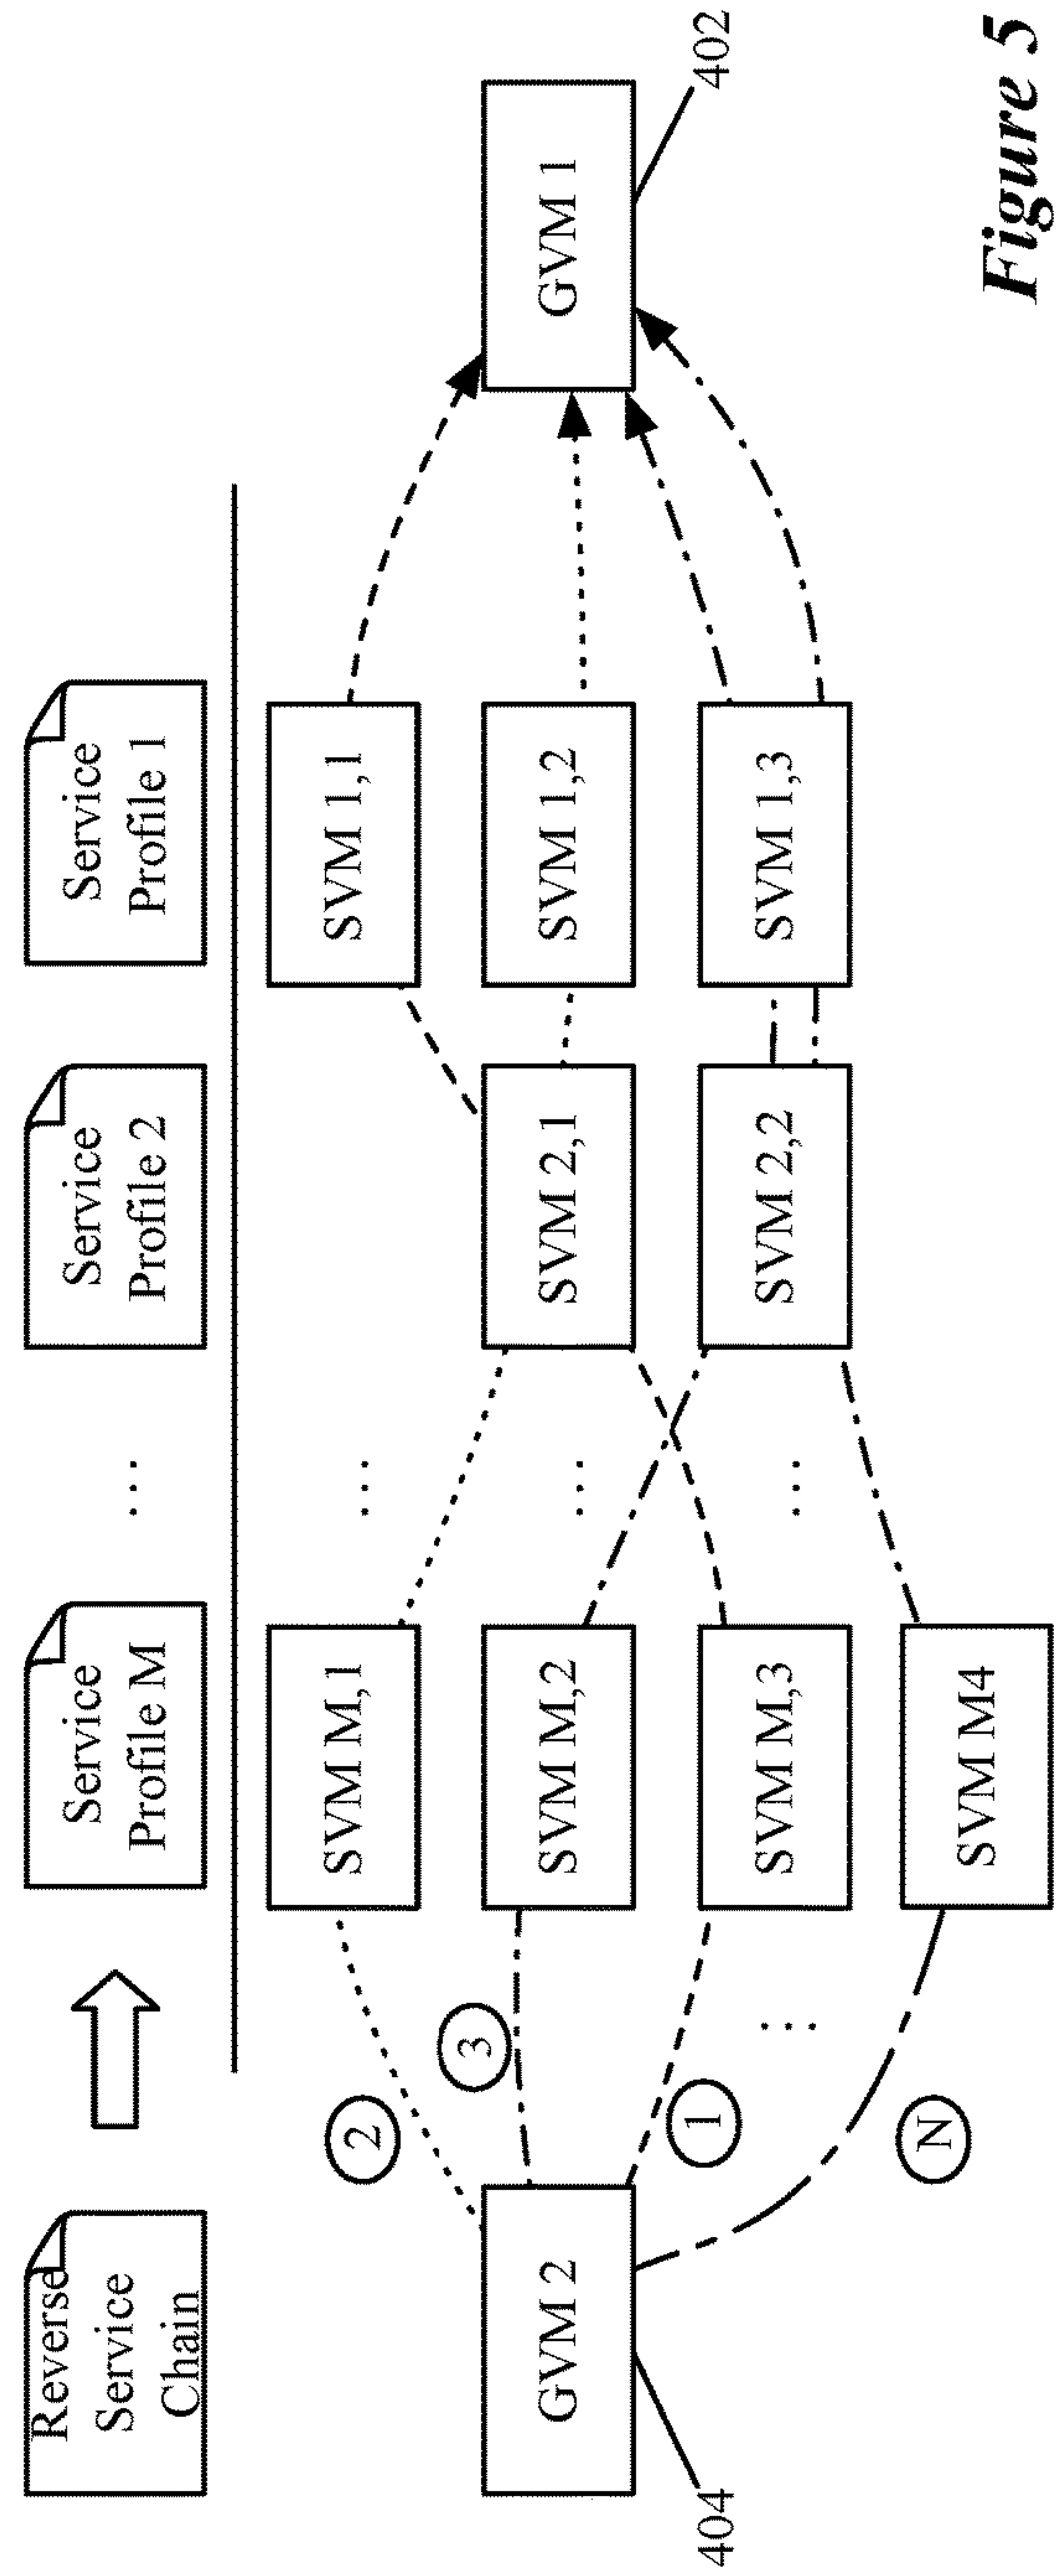 Reverse
Service
Chain
Service
Profile M
...
Service
Profile 2
Service
Profile 1
2
SVM M,1
...
SVM 1,1
GVM 2
404
3
SVM M,2
...
SVM 2,1
SVM 1,2
GVM 1
402
1
SVM M,3
...
SVM 2,2
SVM 1,3
...
N
SVM M4
Figure 5